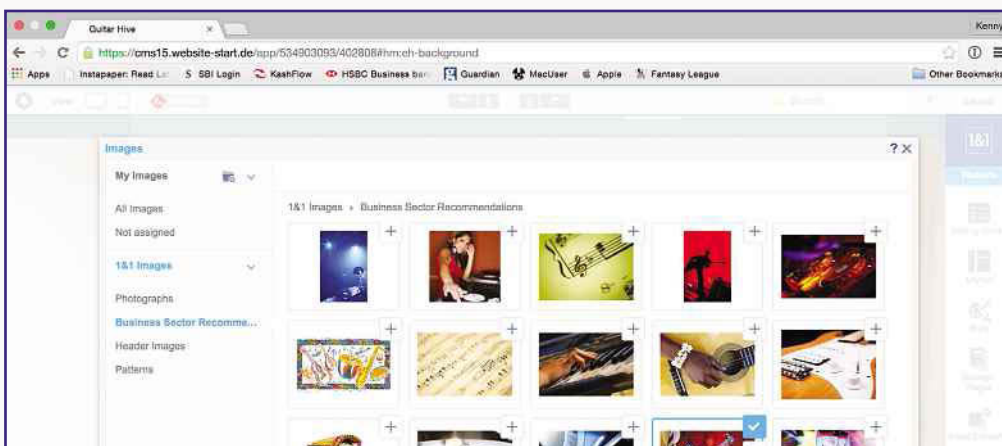 Guitar Hive ×
Kenny
https://cms15.website-start.de/app/534903093/402808#hm:eh-background
Apps Instapaper: Read S SBI Login KashFlow HSBC Business Guardian MacUser Apple Fantasy League Other Bookmarks
Images ? ×
1&1
My Images
All Images
Not assigned
1&1 Images
Photographs
Business Sector Recomme...
Header Images
Patterns
1&1 Images Business Sector Recommendations